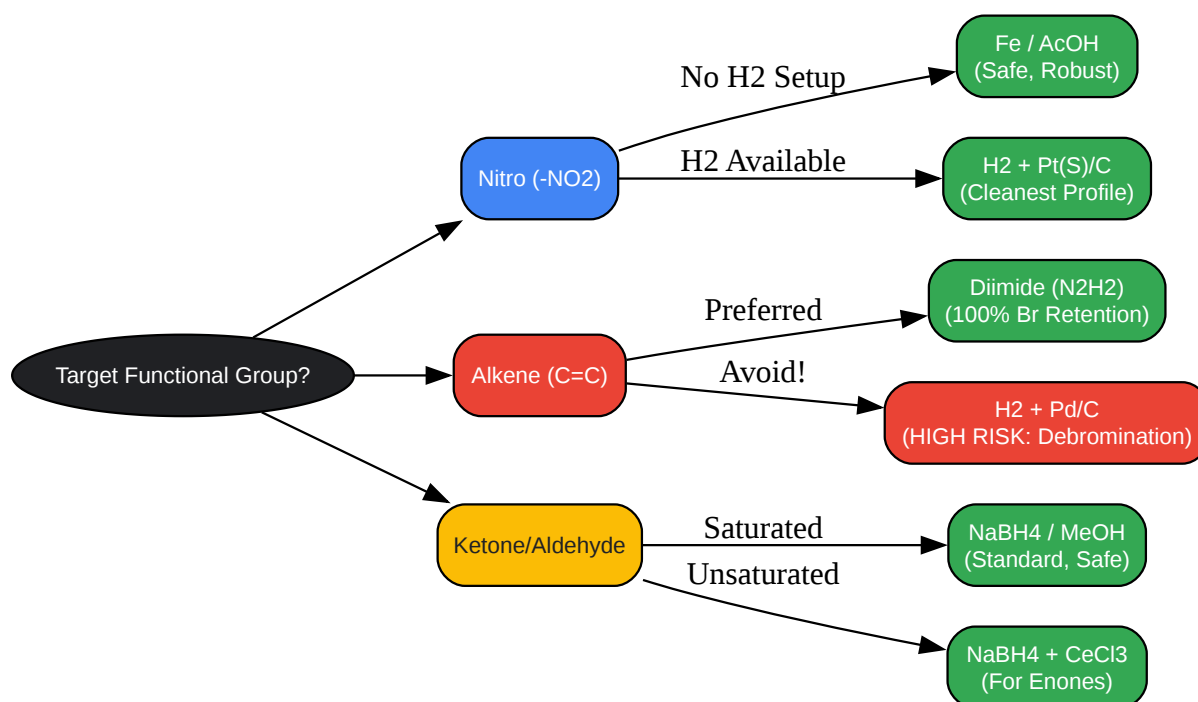 Target Functional Group?
Nitro (-NO2)
No H2 Setup
Fe / AcOH
(Safe, Robust)
H2 Available
H2 + Pt(S)/C
(Cleanest Profile)
Alkene (C=C)
Preferred
Diimide (N2H2)
(100% Br Retention)
Avoid!
H2 + Pd/C
(HIGH RISK: Debromination)
Ketone/Aldehyde
Saturated
NaBH4 / MeOH
(Standard, Safe)
Unsaturated
NaBH4 + CeCl3
(For Enones)